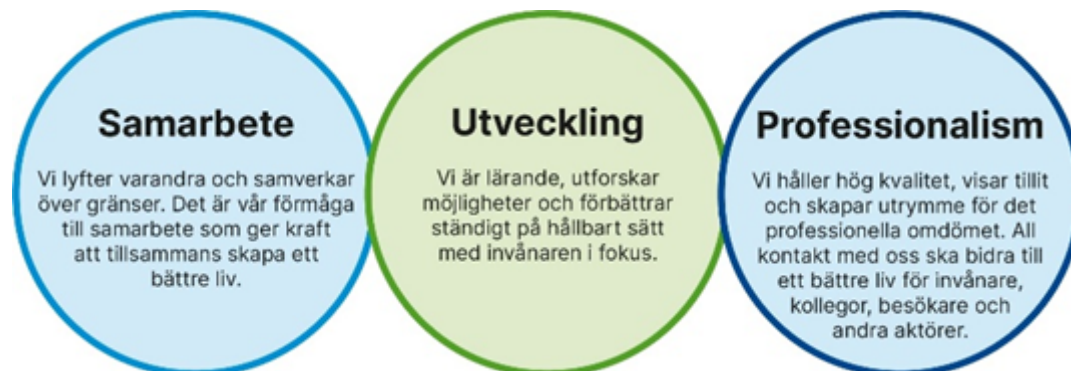 Samarbete
Vi lyfter varandra och samverkar
över gränser. Det är vår förmåga
till samarbete som ger kraft
att tillsammans skapa ett
bättre liv.
Utveckling
Vi är lärande, utforskar
möjligheter och förbättrar
ständigt på hållbart sätt
med invånaren i fokus.
Professionalism
Vi håller hög kvalitet, visar tillit
och skapar utrymme för det
professionella omdömet. All
kontakt med oss ska bidra till
ett bättre liv för invånare,
kollegor, besökare och
andra aktörer.